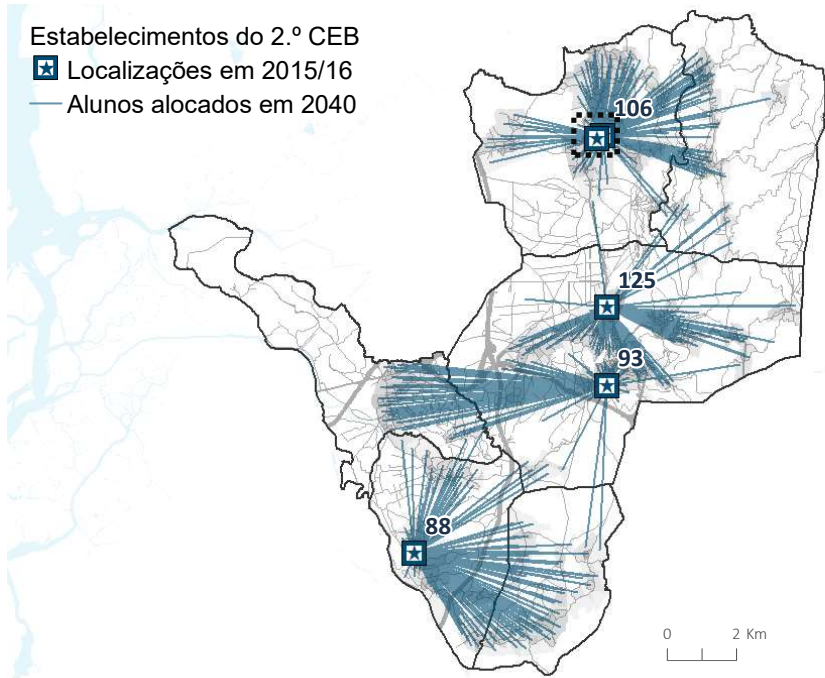 Estabelecimentos do 2.º CEB
Localizações em 2015/16
Alunos alocados em 2040
106
125
93
88
0 2 Km